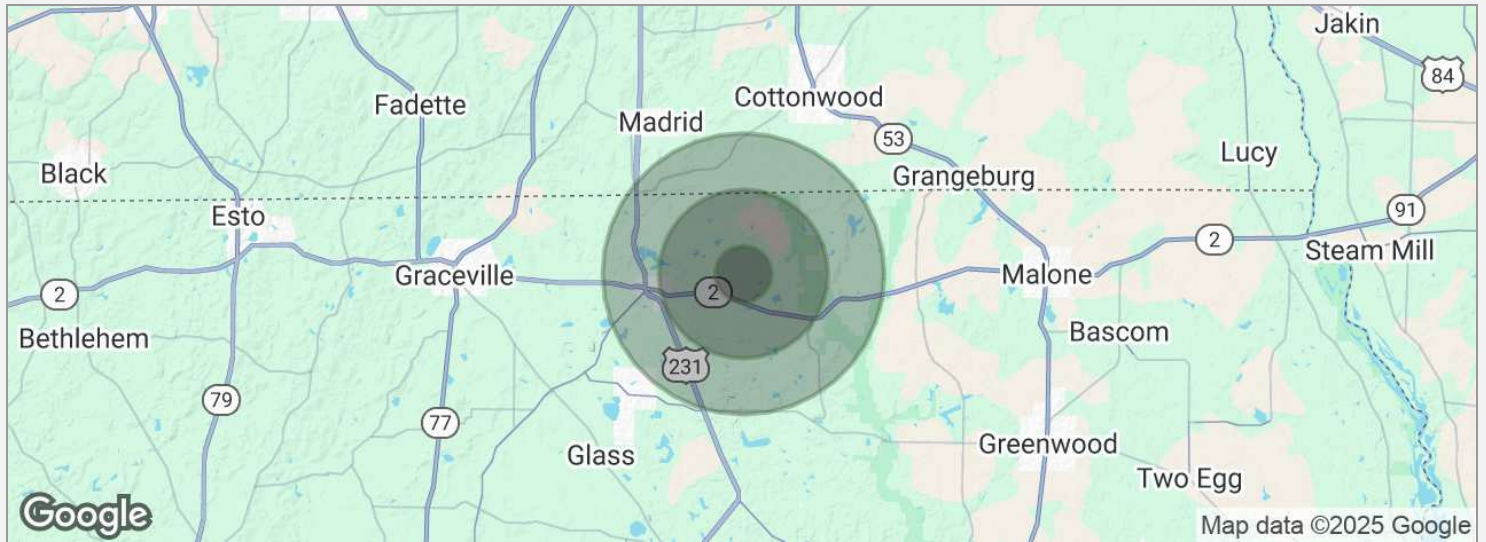 Jakin
84
Cottonwood
Fadette
Madrid
53
Lucy
Black
Grangeburg
Esto
91
2
Steam Mill
Graceville
Malone
2
2
Bethlehem
Bascom
231
79
77
Greenwood
Glass
Two Egg
Google
Map data ©2025 Google